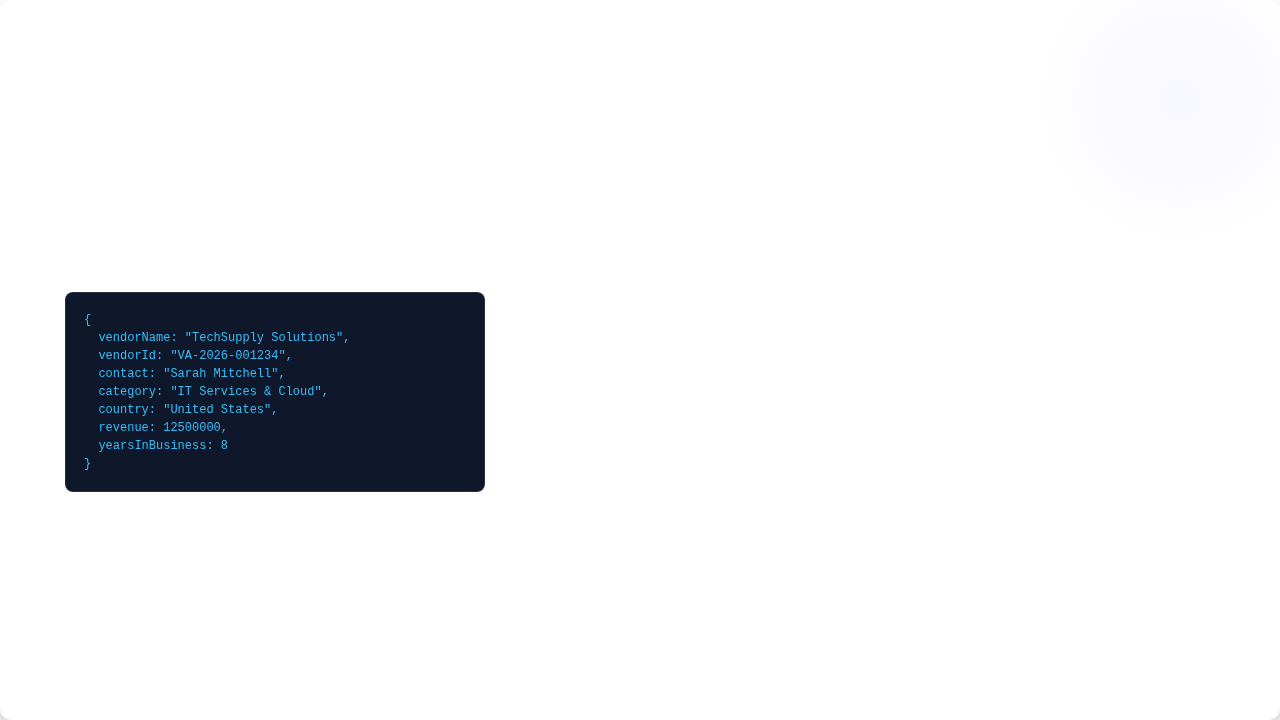 {
  vendorName: "TechSupply Solutions",
  vendorId: "VA-2026-001234",
  contact: "Sarah Mitchell",
  category: "IT Services & Cloud",
  country: "United States",
  revenue: 12500000,
  yearsInBusiness: 8
}